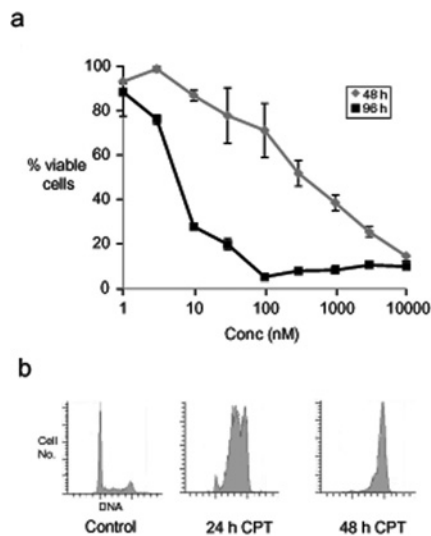 a
100
80
60
40
20
0
% viable
cells
48 h
96 h
1
10
100
1000
10000
Conc (nM)
b
Cell
No.
DNA
Control
24 h CPT
48 h CPT